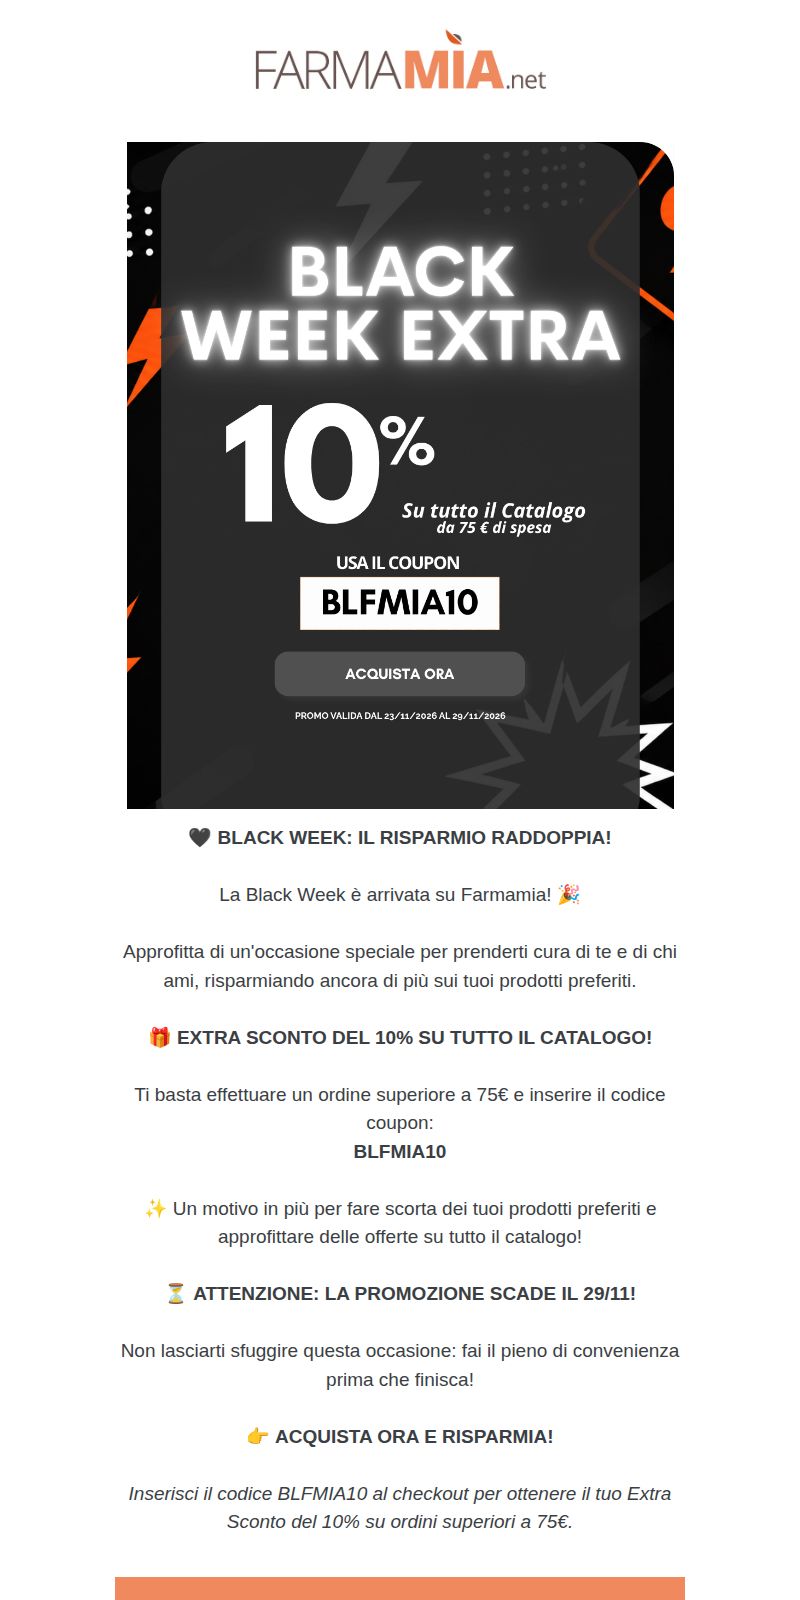 FARMAMÌA.net
BLACK
WEEK EXTRA
10%
Su tutto il Catalogo
da 75 € di spesa
USA IL COUPON
BLFMIA10
ACQUISTA ORA
PROMO VALIDA DAL 23/11/2026 AL 29/11/2026
🖤 BLACK WEEK: IL RISPARMIO RADDOPPIA!
La Black Week è arrivata su Farmamia! 🎉
Approfitta di un'occasione speciale per prenderti cura di te e di chi
ami, risparmiando ancora di più sui tuoi prodotti preferiti.
🎁 EXTRA SCONTO DEL 10% SU TUTTO IL CATALOGO!
Ti basta effettuare un ordine superiore a 75€ e inserire il codice
coupon:
BLFMIA10
✨ Un motivo in più per fare scorta dei tuoi prodotti preferiti e
approfittare delle offerte su tutto il catalogo!
⏳ ATTENZIONE: LA PROMOZIONE SCADE IL 29/11!
Non lasciarti sfuggire questa occasione: fai il pieno di convenienza
prima che finisca!
👉 ACQUISTA ORA E RISPARMIA!
Inserisci il codice BLFMIA10 al checkout per ottenere il tuo Extra
Sconto del 10% su ordini superiori a 75€.